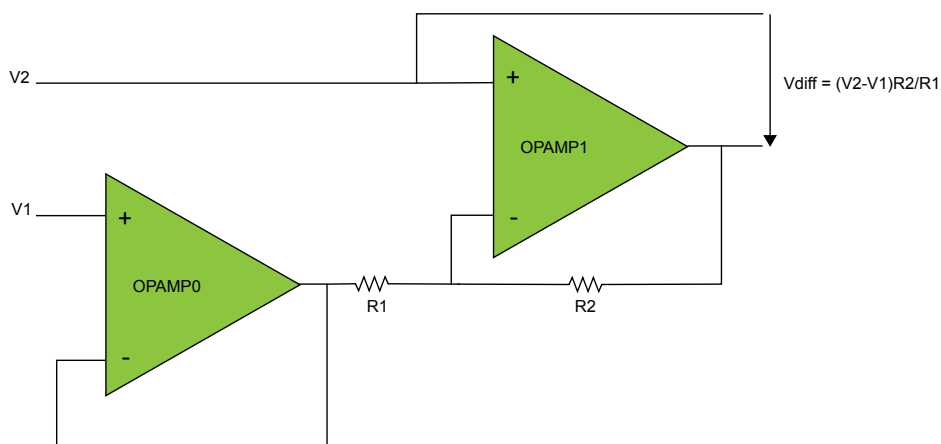 V2
+
Vdiff = (V2-V1)R2/R1
OPAMP1
V1
+
-
OPAMP0
R1
R2
-